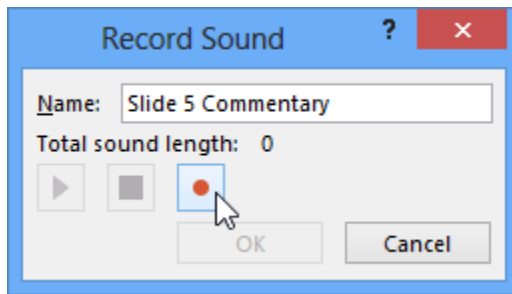 Record Sound ? ×
Name: Slide 5 Commentary
Total sound length: 0
OK Cancel